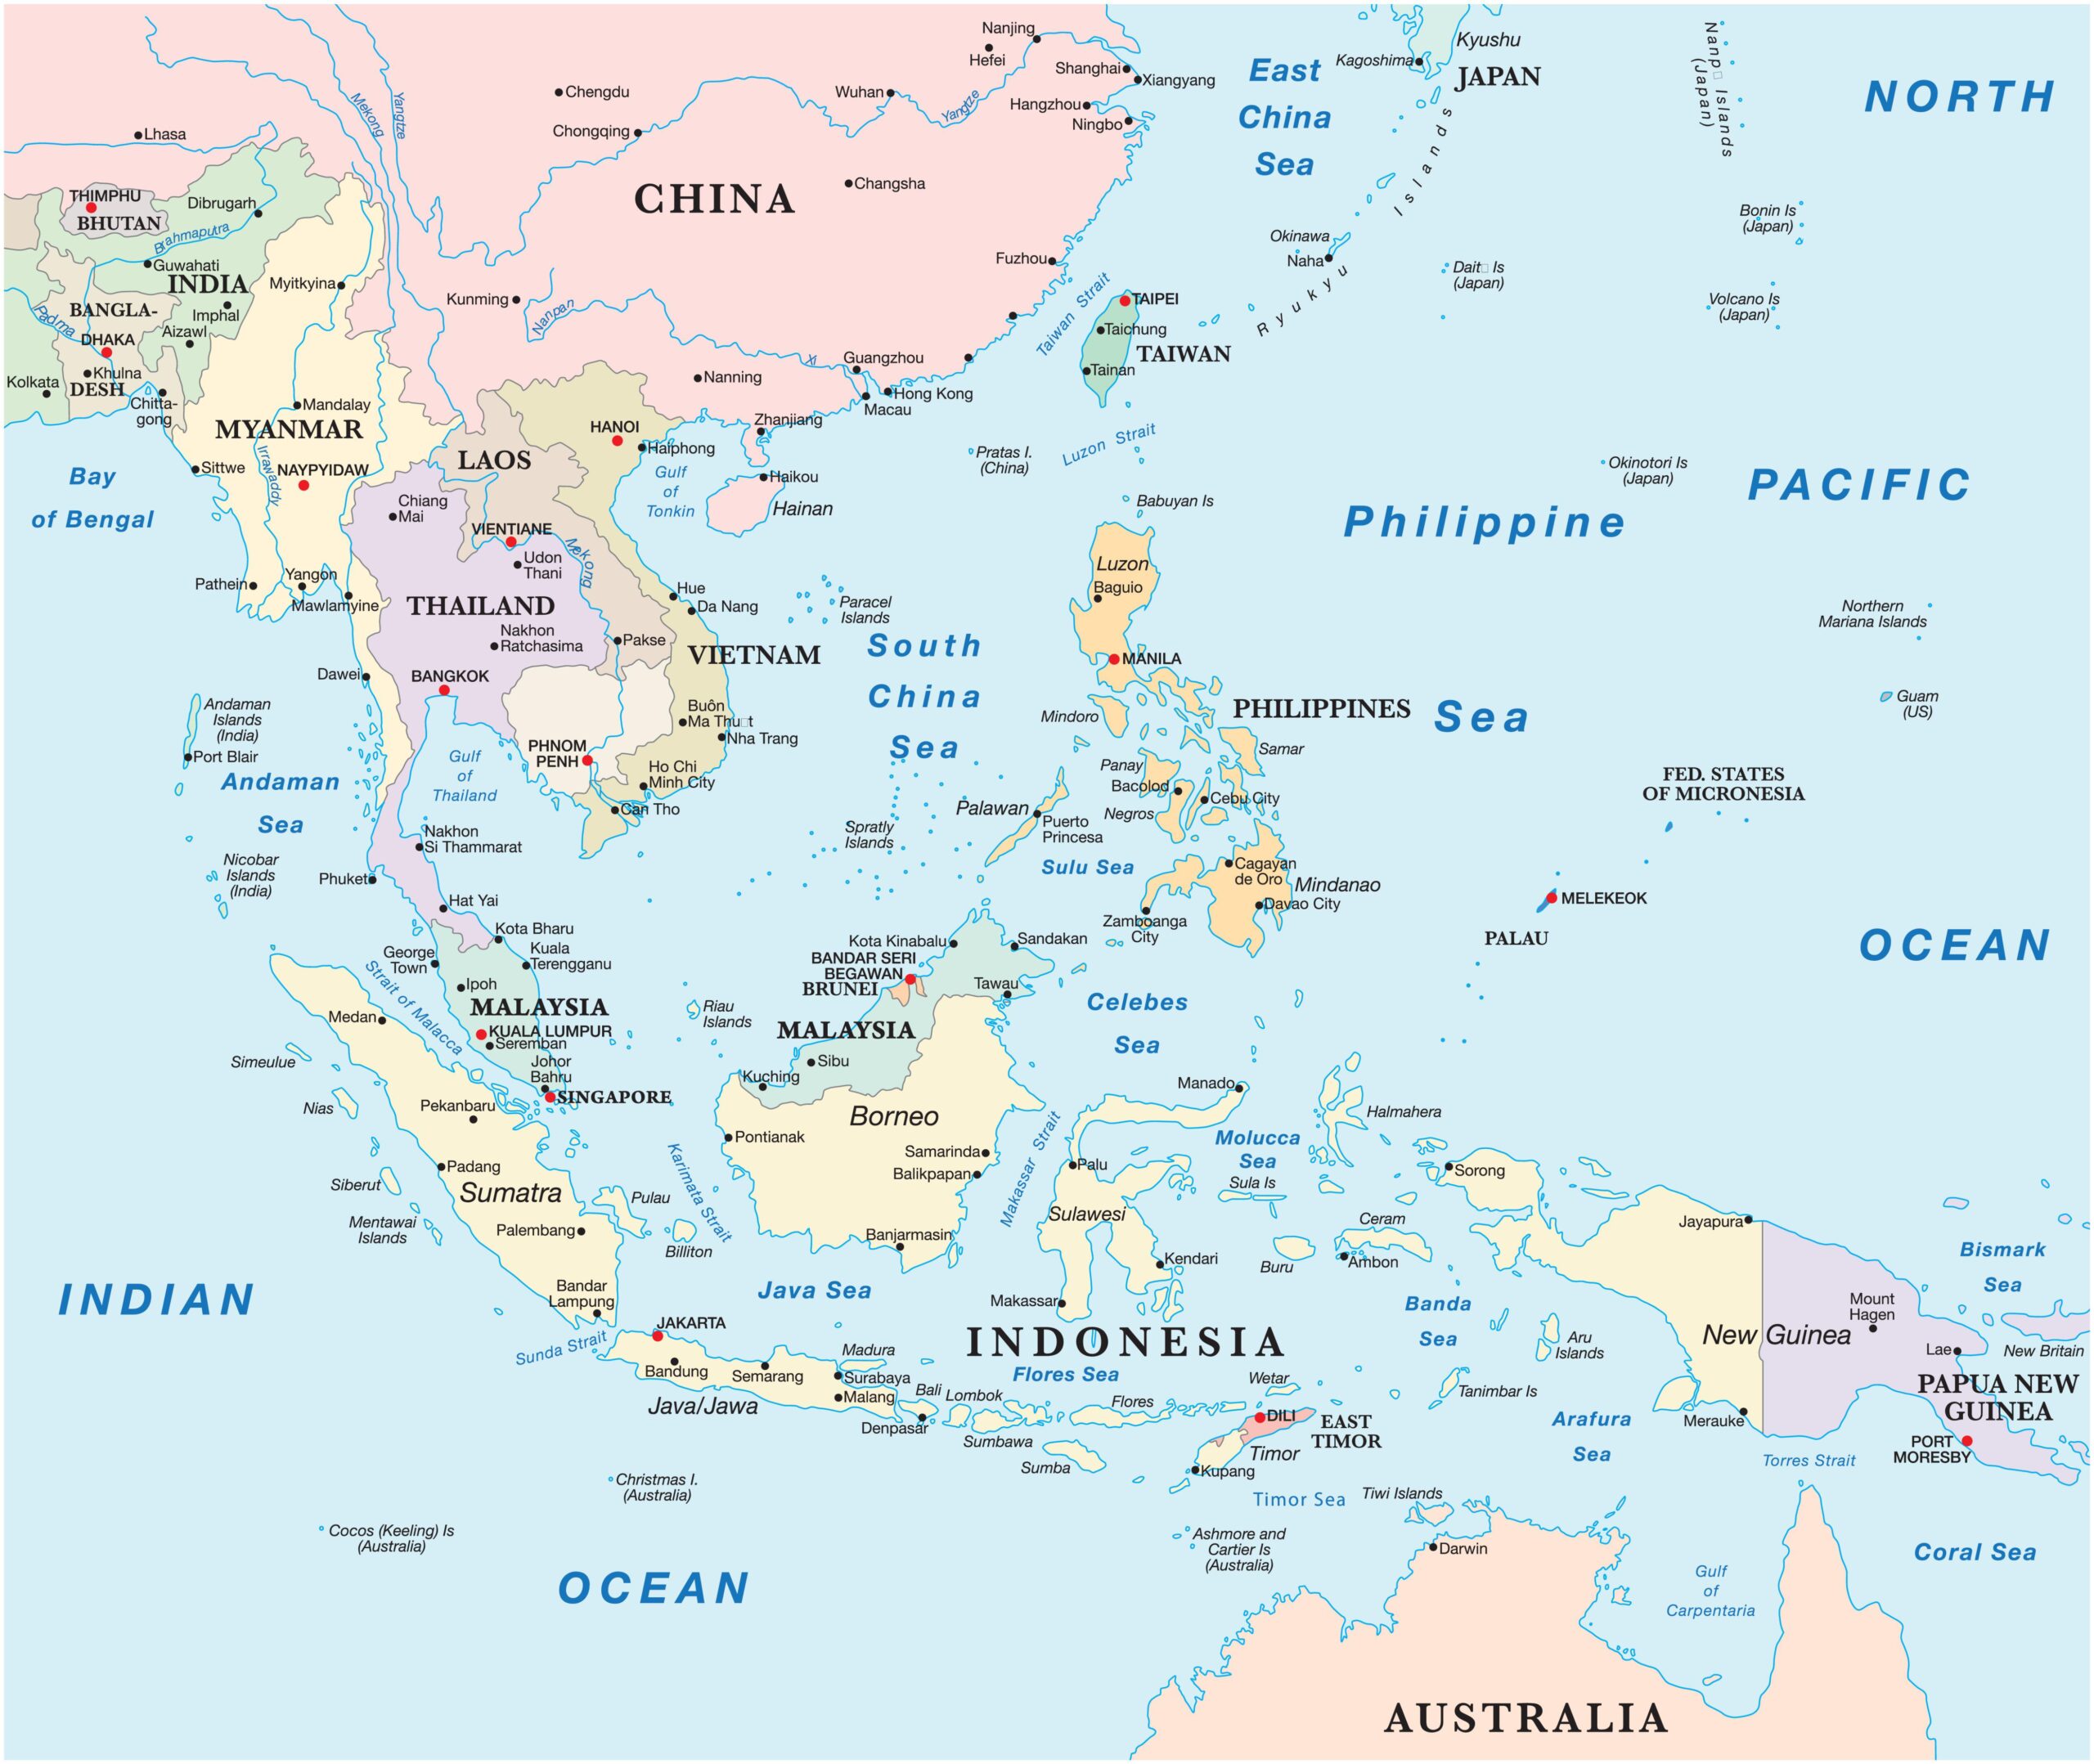 Nanjing
Hefei
Shanghai
Xiangyang
Hangzhou
Ningbo
Wuhan
Yangtze
Chengdu
Chongqing
Mekong
Yangtze
Lhasa
Changsha
CHINA
East
China
Sea
Kagoshima
Kyushu
JAPAN
Nanp□ Islands
(Japan)
NORTH
THIMPHU
BHUTAN
Dibrugarh
Brahmaputra
Guwahati
INDIA
Myitkyina
Imphal
Aizawl
BANGLA-
DHAKA
Padma
Khulna
DESH
Kolkata
Chitta-
gong
Kunming
Nanpan
Xi
Fuzhou
Taiwan Strait
TAIPEI
Taichung
TAIWAN
Tainan
Okinawa
Naha
Ryukyu Islands
Dait□ Is
(Japan)
Bonin Is
(Japan)
Volcano Is
(Japan)
Guangzhou
Nanning
Hong Kong
Macau
Zhanjiang
Mandalay
MYANMAR
Irrawaddy
NAYPYIDAW
Sittwe
Bay
of Bengal
HANOI
Haiphong
LAOS
Gulf
of
Tonkin
Haikou
Hainan
Pratas I.
(China)
Luzon Strait
Okinotori Is
(Japan)
PACIFIC
Babuyan Is
Philippine
Chiang
Mai
VIENTIANE
Udon
Thani
Mekong
Pathein
Yangon
Mawlamyine
THAILAND
Nakhon
Ratchasima
Hue
Da Nang
Pakse
VIETNAM
Paracel
Islands
South
China
Sea
Luzon
Baguio
MANILA
Northern
Mariana Islands
Guam
(US)
Dawei
BANGKOK
Andaman
Islands
(India)
Port Blair
Andaman
Sea
Gulf
of
Thailand
PHNOM
PENH
Buôn
Ma Thu□t
Nha Trang
Ho Chi
Minh City
Can Tho
Mindoro
PHILIPPINES
Sea
Samar
Panay
Bacolod
Cebu City
Negros
Palawan
Puerto
Princesa
Spratly
Islands
Sulu Sea
FED. STATES
OF MICRONESIA
Nakhon
Si Thammarat
Nicobar
Islands
(India)
Phuket
Hat Yai
Cagayan
de Oro
Mindanao
Davao City
Zamboanga
City
MELEKEOK
PALAU
OCEAN
Kota Bharu
George
Town
Kuala
Terengganu
Ipoh
MALAYSIA
KUALA LUMPUR
Seremban
Johor
Bahru
SINGAPORE
Strait of Malacca
Medan
Simeulue
Nias
Pekanbaru
Riau
Islands
Kota Kinabalu
Sandakan
BANDAR SERI
BEGAWAN
BRUNEI
Tawau
MALAYSIA
Sibu
Kuching
Celebes
Sea
Borneo
Pontianak
Samarinda
Balikpapan
Banjarmasin
Makassar Strait
Karimata Strait
Manado
Halmahera
Molucca
Sea
Sula Is
Palu
Sulawesi
Kendari
Makassar
Padang
Siberut
Sumatra
Mentawai
Islands
Palembang
Pulau
Billiton
Bandar
Lampung
Sorong
Ceram
Buru
Ambon
Jayapura
Bismark
Sea
INDIAN
Java Sea
Banda
Sea
Sunda Strait
JAKARTA
Bandung
Semarang
Madura
Surabaya
Malang
Java/Jawa
Bali
Denpasar
Lombok
Sumbawa
Sumba
INDONESIA
Flores Sea
Flores
Wetar
DILI
EAST
TIMOR
Timor
Kupang
Aru
Islands
Tanimbar Is
New Guinea
Mount
Hagen
Lae
New Britain
PAPUA NEW
GUINEA
PORT
MORESBY
Merauke
Arafura
Sea
Torres Strait
Christmas I.
(Australia)
Cocos (Keeling) Is
(Australia)
Timor Sea
Tiwi Islands
Ashmore and
Cartier Is
(Australia)
Darwin
OCEAN
Gulf
of
Carpentaria
Coral Sea
AUSTRALIA